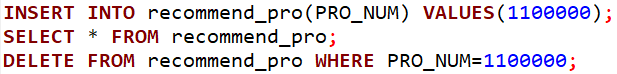 INSERT INTO recommend_pro(PRO_NUM) VALUES(1100000);
SELECT * FROM recommend_pro;
DELETE FROM recommend_pro WHERE PRO_NUM=1100000;